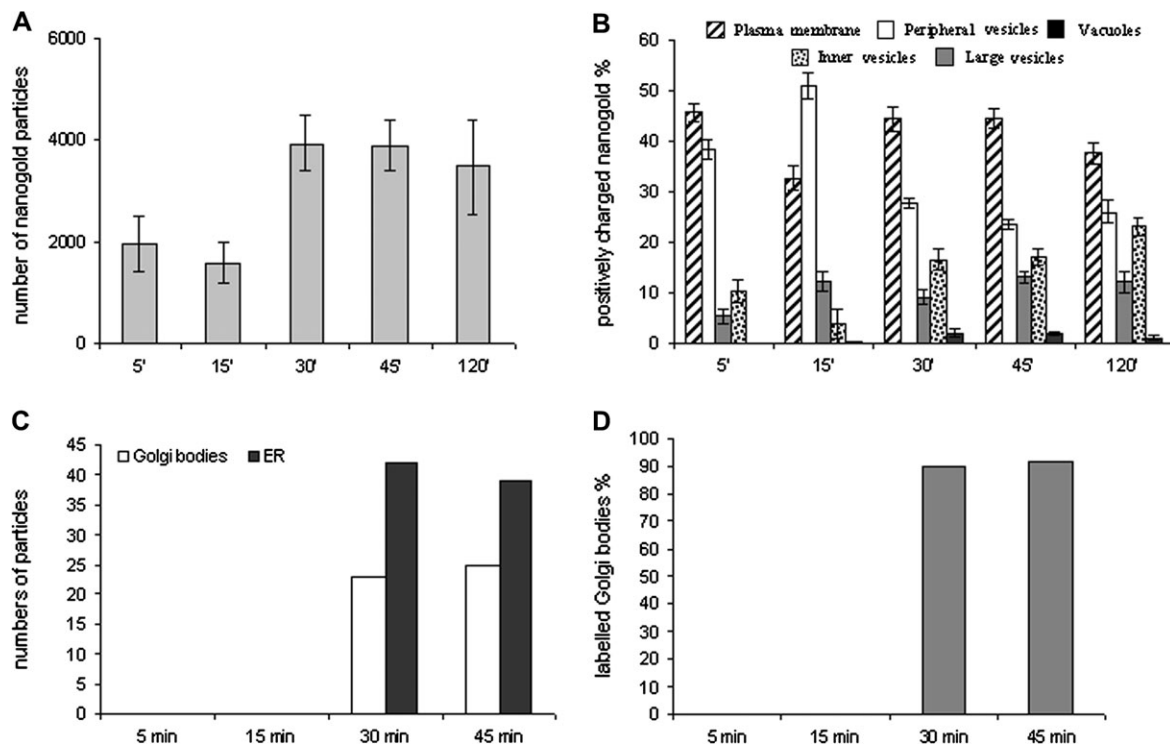 A
number of nanogold particles
6000
4000
2000
0
5' 15' 30' 45' 120'
B
Plasma membrane Peripheral vesicles Vacuoles
Inner vesicles Large vesicles
positively charged nanogold %
60
50
40
30
20
10
0
5' 15' 30' 45' 120'
C
Golgi bodies ER
numbers of particles
45
40
35
30
25
20
15
10
5
0
5 min 15 min 30 min 45 min
D
labelled Golgi bodies %
100
90
80
70
60
50
40
30
20
10
0
5 min 15 min 30 min 45 min